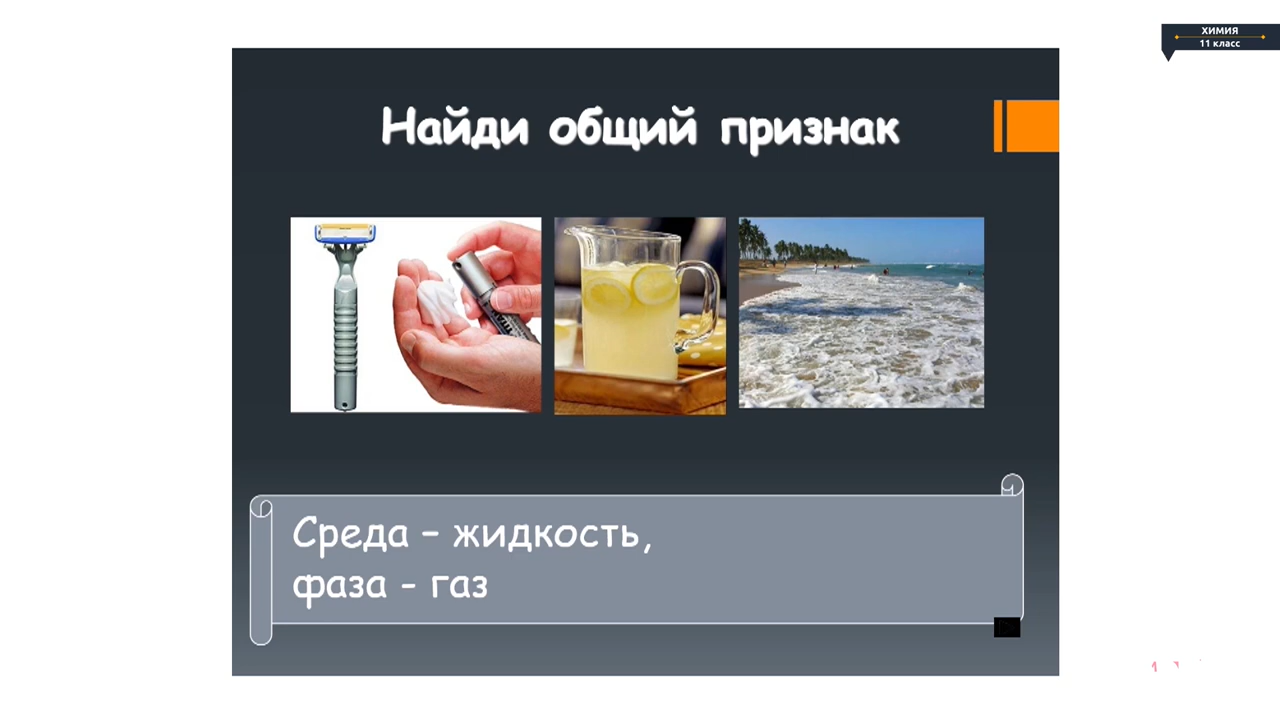 ХИМИЯ
11 класс
Найди общий признак
Среда – жидкость,
фаза - газ